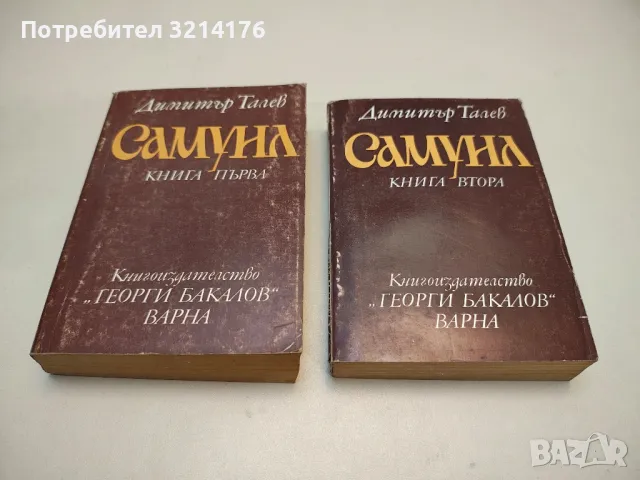 Потребител 3214176
Димитър Талев
САМУИЛ
КНИГА ПЪРВА
Книгоиздателство
„ГЕОРГИ БАКАЛОВ“
ВАРНА
Димитър Талев
САМУИЛ
КНИГА ВТОРА
Книгоиздателство
„ГЕОРГИ БАКАЛОВ“
ВАРНА
BAZAR